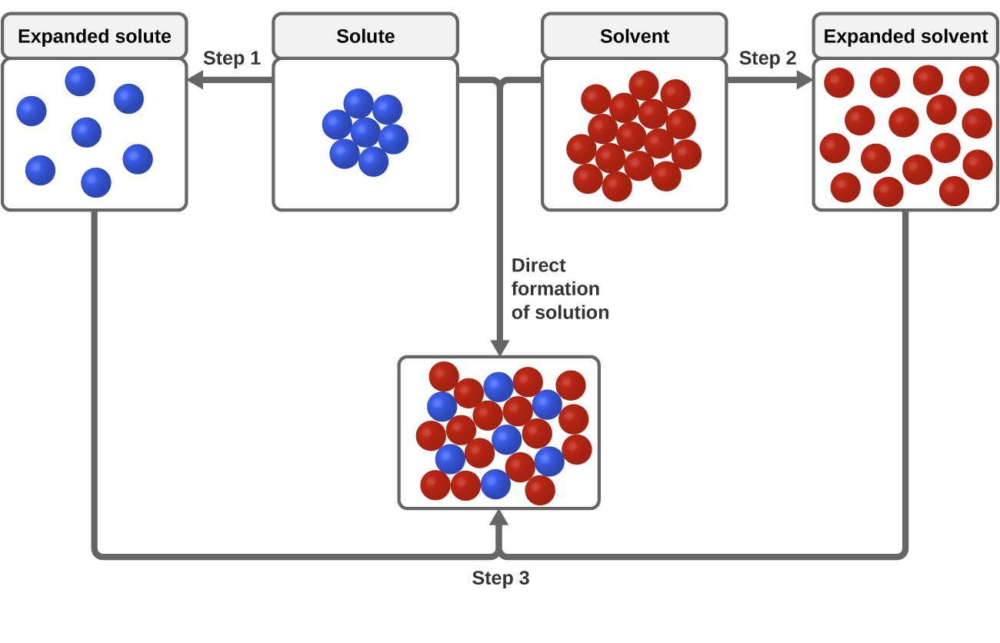 Expanded solute
Solute
Solvent
Expanded solvent
Step 1
Step 2
Direct
formation
of solution
Step 3